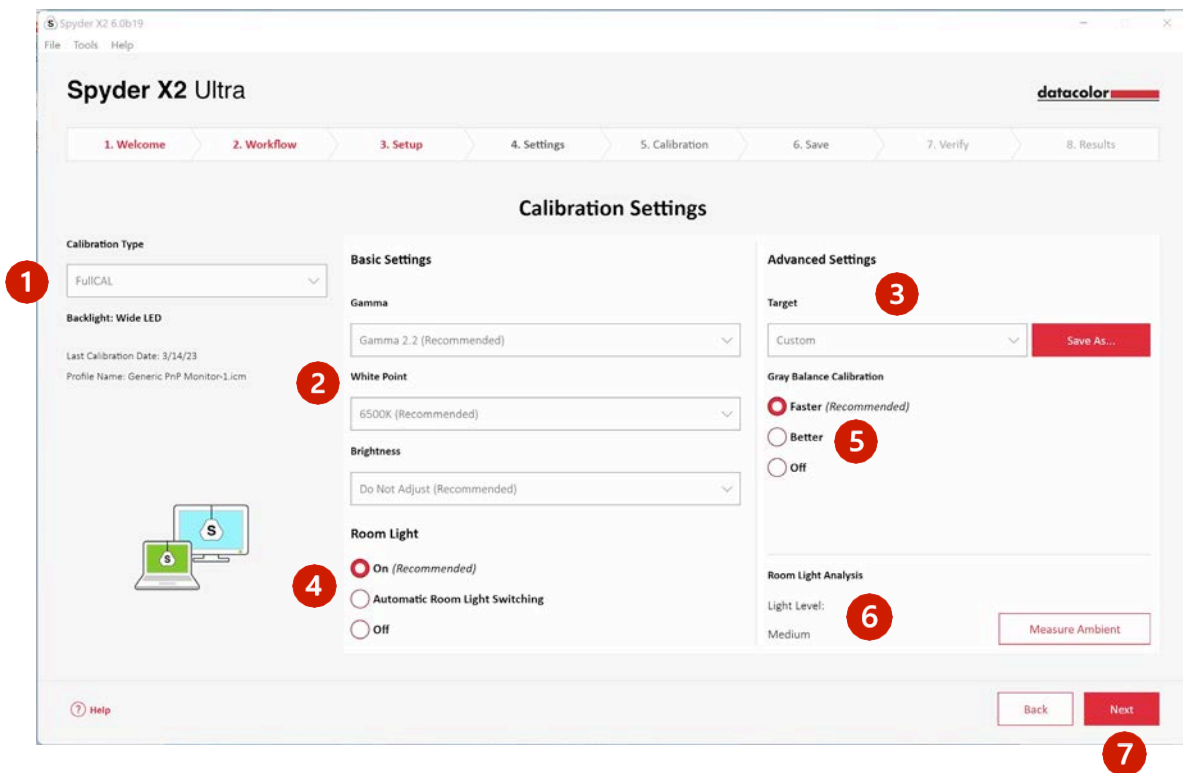 Spyder X2 6.0b19
File Tools Help
Spyder X2 Ultra
datacolor
1. Welcome 2. Workflow 3. Setup 4. Settings 5. Calibration 6. Save 7. Verify 8. Results
Calibration Settings
Calibration Type
1
FullCAL
Backlight: Wide LED
Last Calibration Date: 3/14/23
Profile Name: Generic PnP Monitor-1.icm
S
S
Basic Settings
Gamma
Gamma 2.2 (Recommended)
2
White Point
6500K (Recommended)
Brightness
Do Not Adjust (Recommended)
Room Light
4
On (Recommended)
Automatic Room Light Switching
Off
Advanced Settings
3
Target
Custom
Save As...
Gray Balance Calibration
Faster (Recommended)
Better
5
Off
Room Light Analysis
Light Level:
6
Medium
Measure Ambient
? Help
Back
Next
7